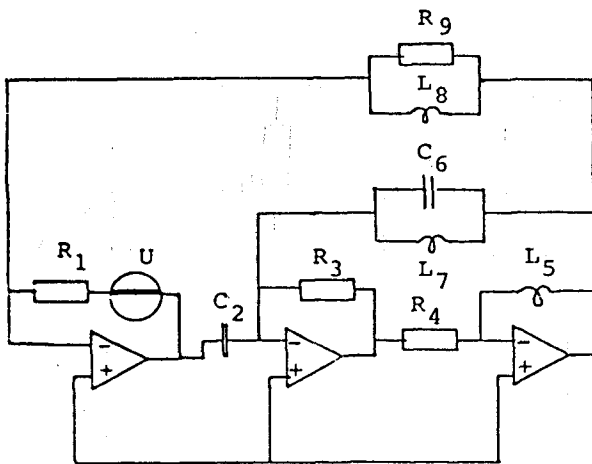 R9
L8
C6
L7
R1
U
C2
R3
R4
L5
-
+
-
+
-
+